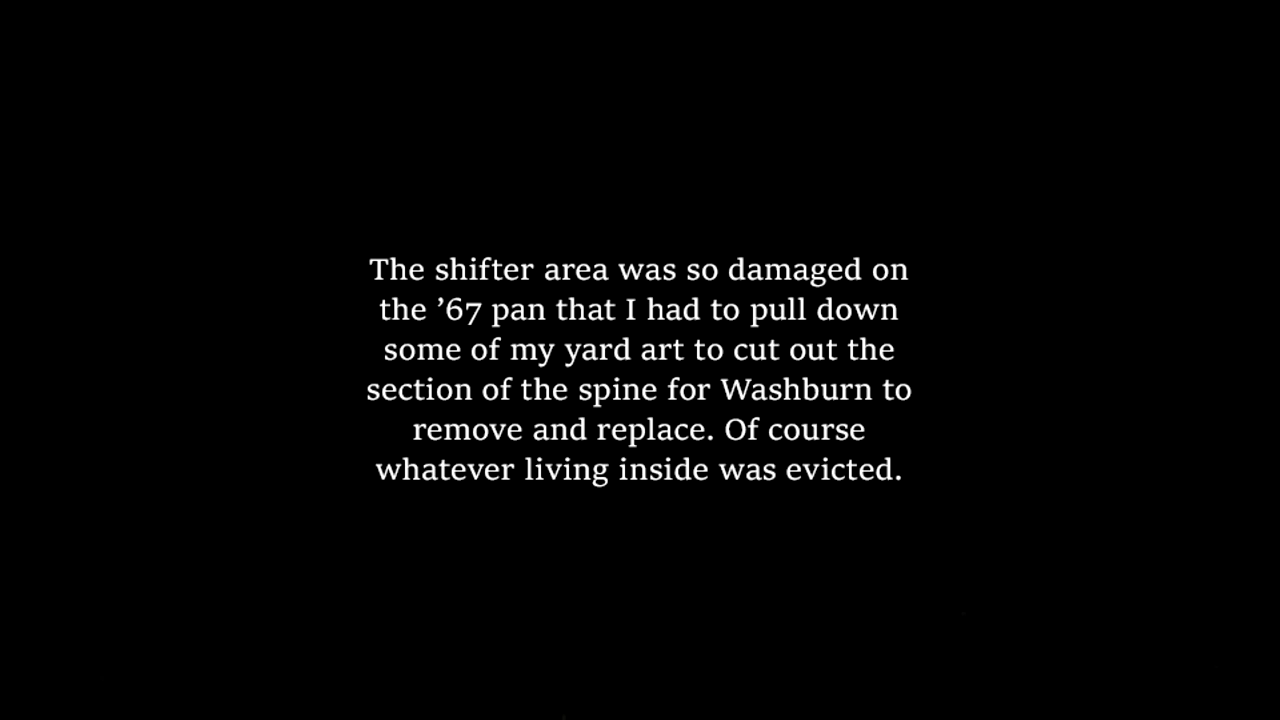 The shifter area was so damaged on
the ’67 pan that I had to pull down
some of my yard art to cut out the
section of the spine for Washburn to
remove and replace. Of course
whatever living inside was evicted.